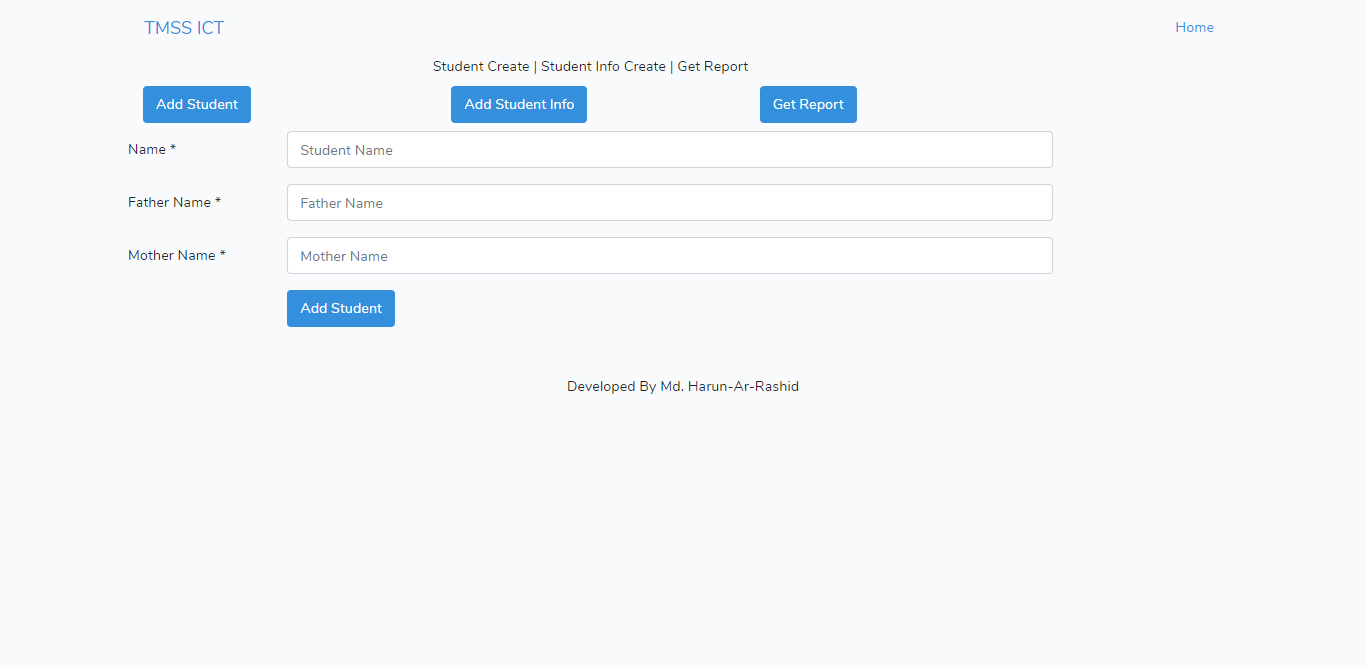 TMSS ICT
Home
Student Create | Student Info Create | Get Report
Add Student
Add Student Info
Get Report
Name *
Student Name
Father Name *
Father Name
Mother Name *
Mother Name
Add Student
Developed By Md. Harun-Ar-Rashid